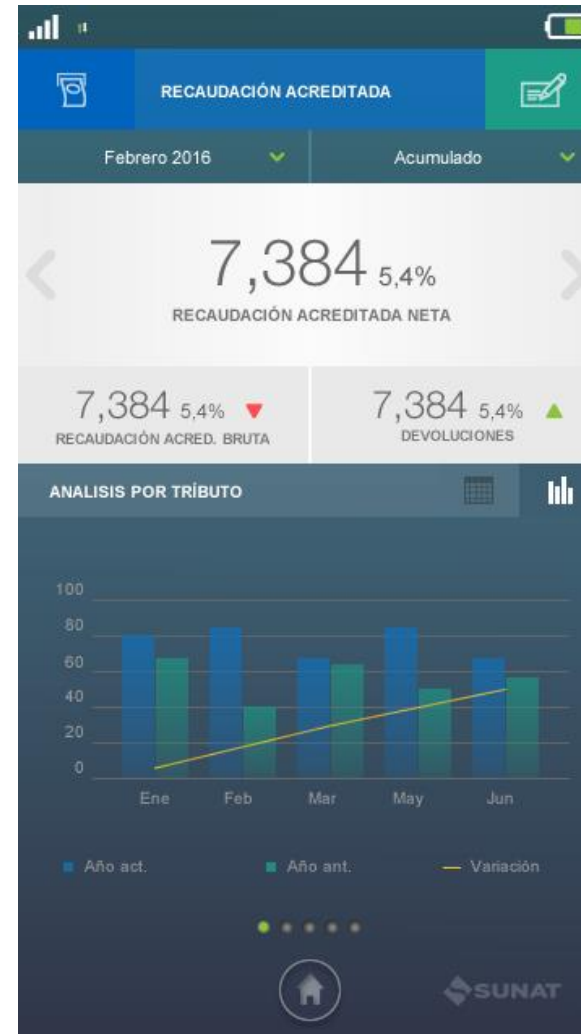 RECAUDACIÓN ACREDITADA
Febrero 2016
Acumulado
7,384 5,4%
RECAUDACIÓN ACREDITADA NETA
7,384 5,4%
RECAUDACIÓN ACRED. BRUTA
7,384 5,4%
DEVOLUCIONES
ANALISIS POR TRÍBUTO
100
80
60
40
20
0
Ene Feb Mar May Jun
Año act. Año ant. Variación
SUNAT